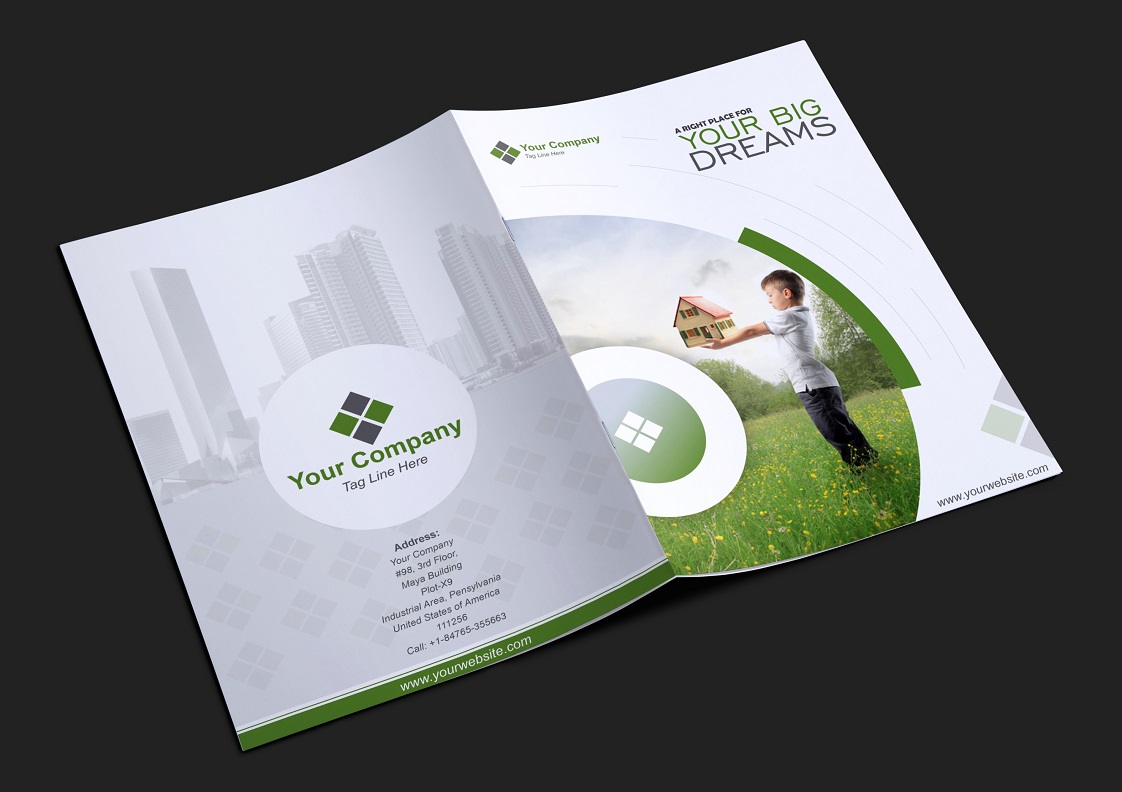 Your Company
Tag Line Here
A RIGHT PLACE FOR
YOUR BIG
DREAMS
www.yourwebsite.com
Your Company
Tag Line Here
Address:
Your Company
#98, 3rd Floor,
Maya Building
Plot-X9
Industrial Area, Pensylvania
United States of America
111256
Call: +1-84765-355663
www.yourwebsite.com